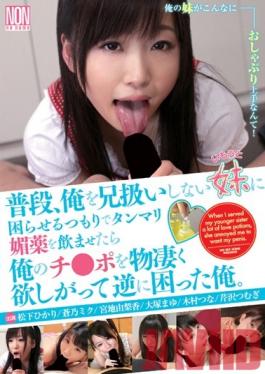 NON
俺の妹がこんなに
おしゃぶり上手なんて!
普段、俺を兄扱いしない妹に
困らせるつもりでタンマリ
媚薬を飲ませたら
俺のチ●ポを物凄く
欲しがって逆に困った俺。
When I served
my younger sister
a lot of love potions,
she annoyed me
to want my penis.
松下ひかり/蒼乃ミク/宮地由梨香/大塚まゆ/木村つな/芹沢つむぎ